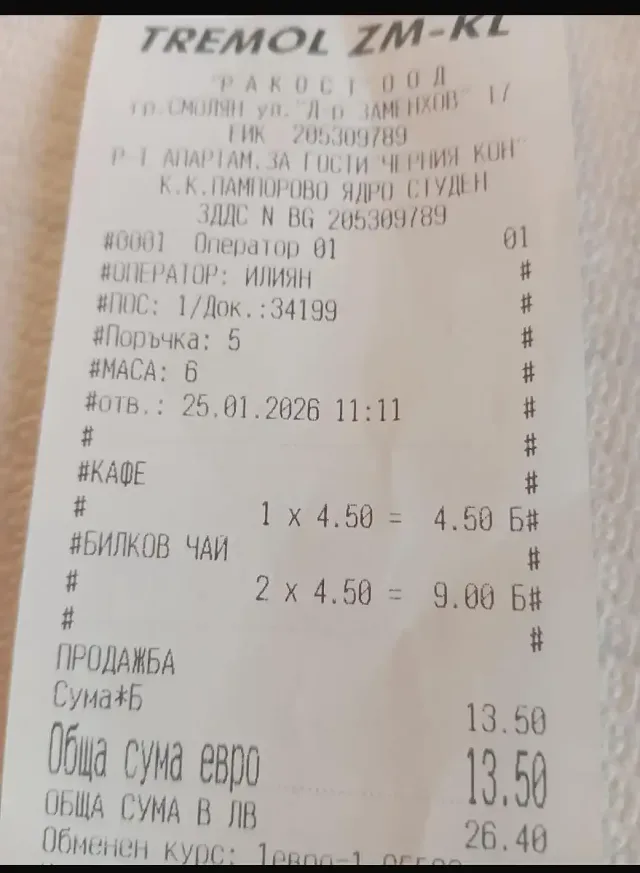 TREMOL ZM-KL
"РАКОСТ ООД
гр.СМОЛЯН ул."Д-р ЗАМЕНХОВ" 17
ЕИК 205309789
Р-Т АПАРТАМ.ЗА ГОСТИ ЧЕРНИЯ КОН"
К.К.ПАМПОРОВО ЯДРО СТУДЕН
ЗДДС N BG 205309789
#0001 Оператор 01 01
#ОПЕРАТОР: ИЛИЯН #
#ПОС: 1/Док.:34199 #
#Поръчка: 5 #
#МАСА: 6 #
#отв.: 25.01.2026 11:11 #
# #
#КАФЕ #
# 1 x 4.50 = 4.50 Б#
#БИЛКОВ ЧАЙ #
# 2 x 4.50 = 9.00 Б#
# #
ПРОДАЖБА
Сума*Б 13.50
Обща сума евро 13.50
ОБЩА СУМА В ЛВ 26.40
Обменен курс: